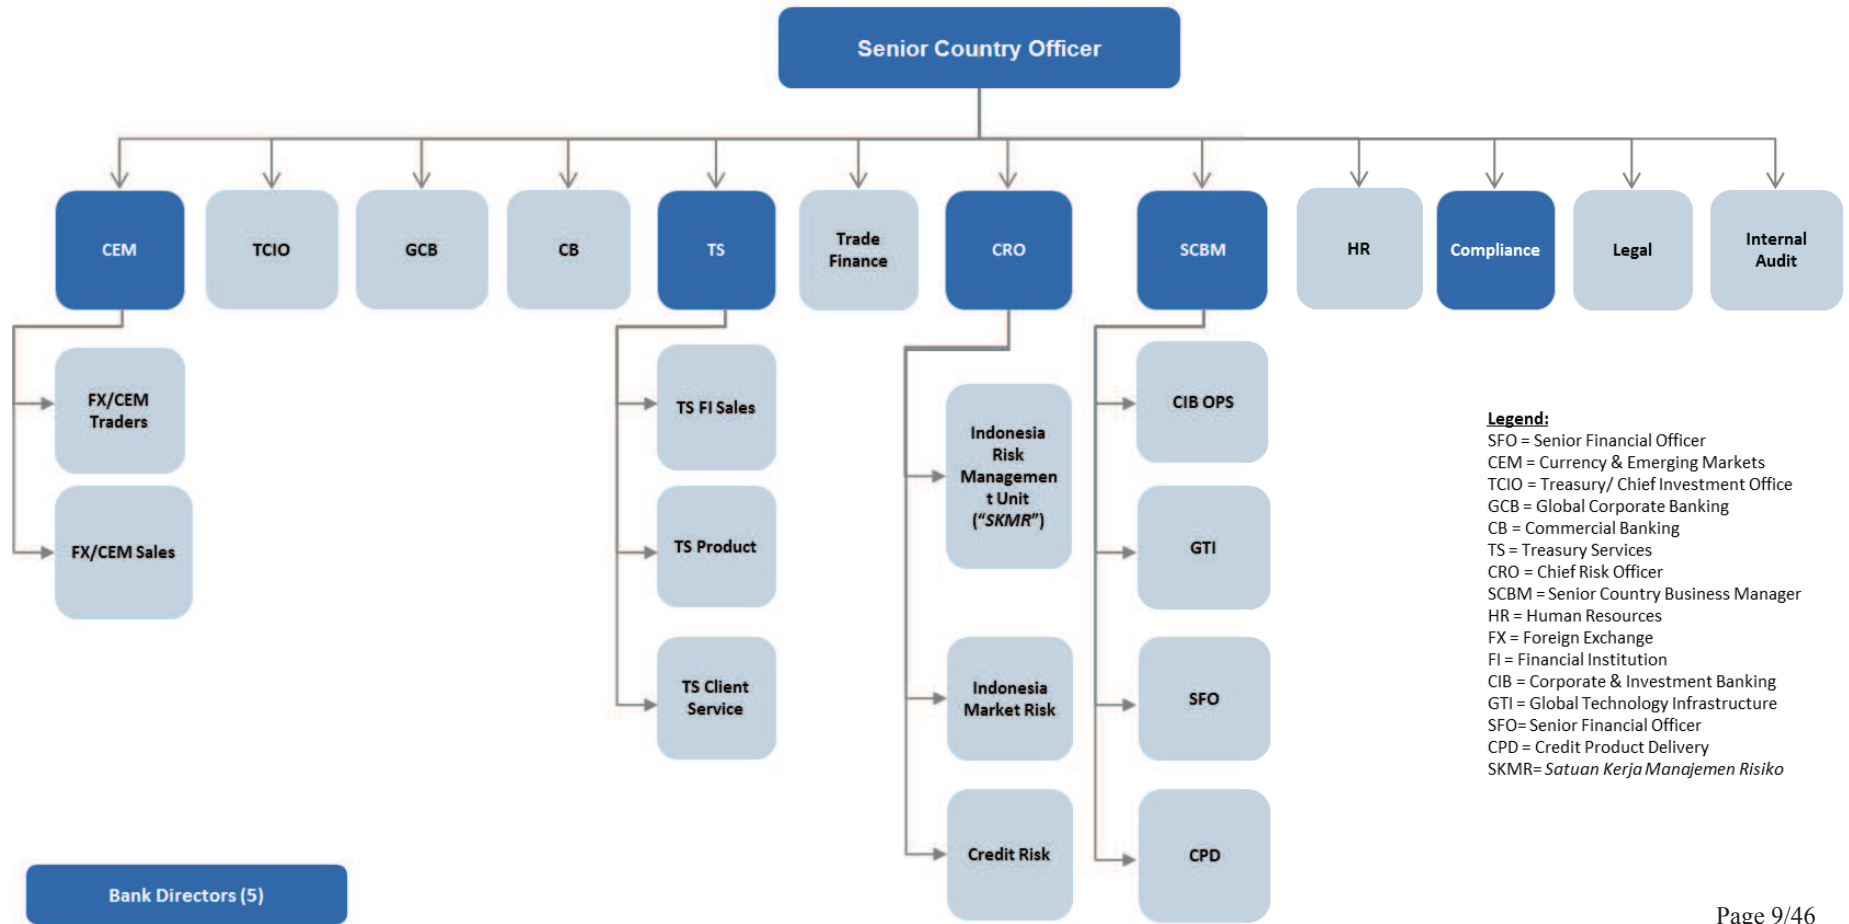 Senior Country Officer
CEM
TCIO
GCB
CB
TS
Trade
Finance
CRO
SCBM
HR
Compliance
Legal
Internal
Audit
FX/CEM
Traders
FX/CEM Sales
TS FI Sales
TS Product
TS Client
Service
Indonesia
Risk
Managemen
t Unit
("SKMR")
Indonesia
Market Risk
Credit Risk
CIB OPS
GTI
SFO
CPD
Legend:
SFO = Senior Financial Officer
CEM = Currency & Emerging Markets
TCIO = Treasury/ Chief Investment Office
GCB = Global Corporate Banking
CB = Commercial Banking
TS = Treasury Services
CRO = Chief Risk Officer
SCBM = Senior Country Business Manager
HR = Human Resources
FX = Foreign Exchange
FI = Financial Institution
CIB = Corporate & Investment Banking
GTI = Global Technology Infrastructure
SFO= Senior Financial Officer
CPD = Credit Product Delivery
SKMR= Satuan Kerja Manajemen Risiko
Bank Directors (5)
Page 9/46